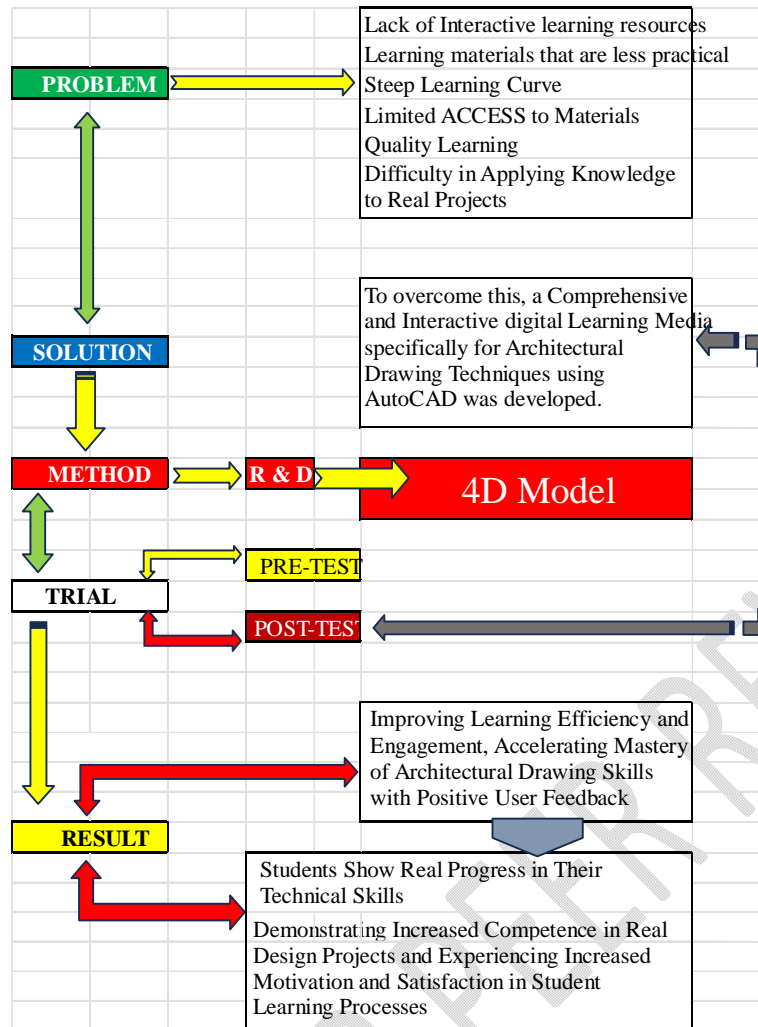 Lack of Interactive learning resources
Learning materials that are less practical
PROBLEM
Steep Learning Curve
Limited ACCESS to Materials
Quality Learning
Difficulty in Applying Knowledge
to Real Projects
To overcome this, a Comprehensive
and Interactive digital Learning Media
SOLUTION
specifically for Architectural
Drawing Techniques using
AutoCAD was developed.
METHOD
R & D
4D Model
PRE-TEST
TRIAL
POST-TEST
Improving Learning Efficiency and
Engagement, Accelerating Mastery
of Architectural Drawing Skills
with Positive User Feedback
RESULT
Students Show Real Progress in Their
Technical Skills
Demonstrating Increased Competence in Real
Design Projects and Experiencing Increased
Motivation and Satisfaction in Student
Learning Processes
PEER RE